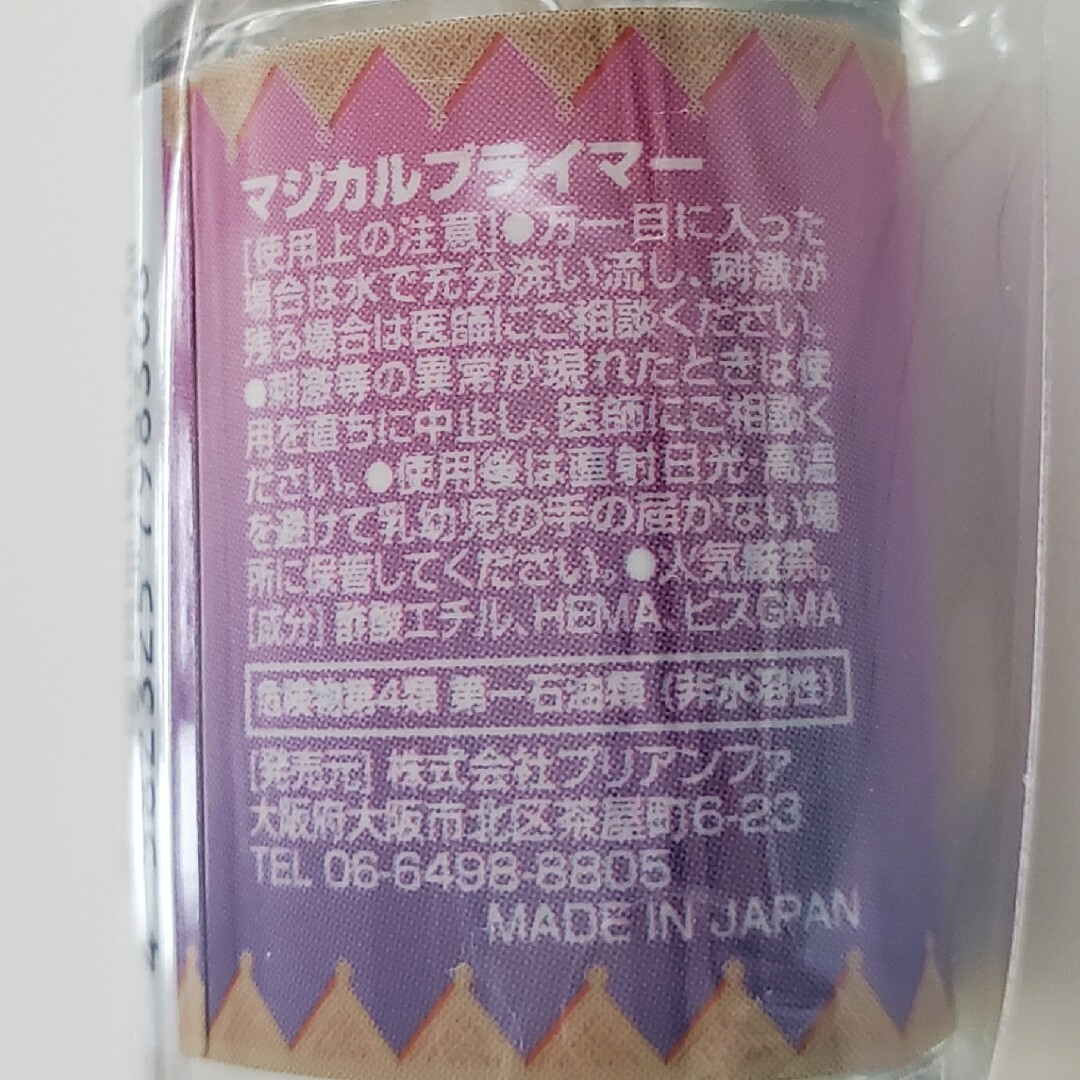 マジカルプライマー
[使用上の注意]●万一目に入った
場合は水で充分洗い流し、刺激が
残る場合は医師にご相談ください。
●刺激等の異常が現れたときは使
用を直ちに中止し、医師にご相談く
ださい。●使用後は直射日光・高温
を避けて乳幼児の手の届かない場
所に保管してください。●火気厳禁。
[成分]酢酸エチル、HEMA、ビスGMA
危険物第4類 第一石油類(非水溶性)
[発売元] 株式会社ブリアンファ
大阪府大阪市北区茶屋町6-23
TEL 06-6498-8805
MADE IN JAPAN